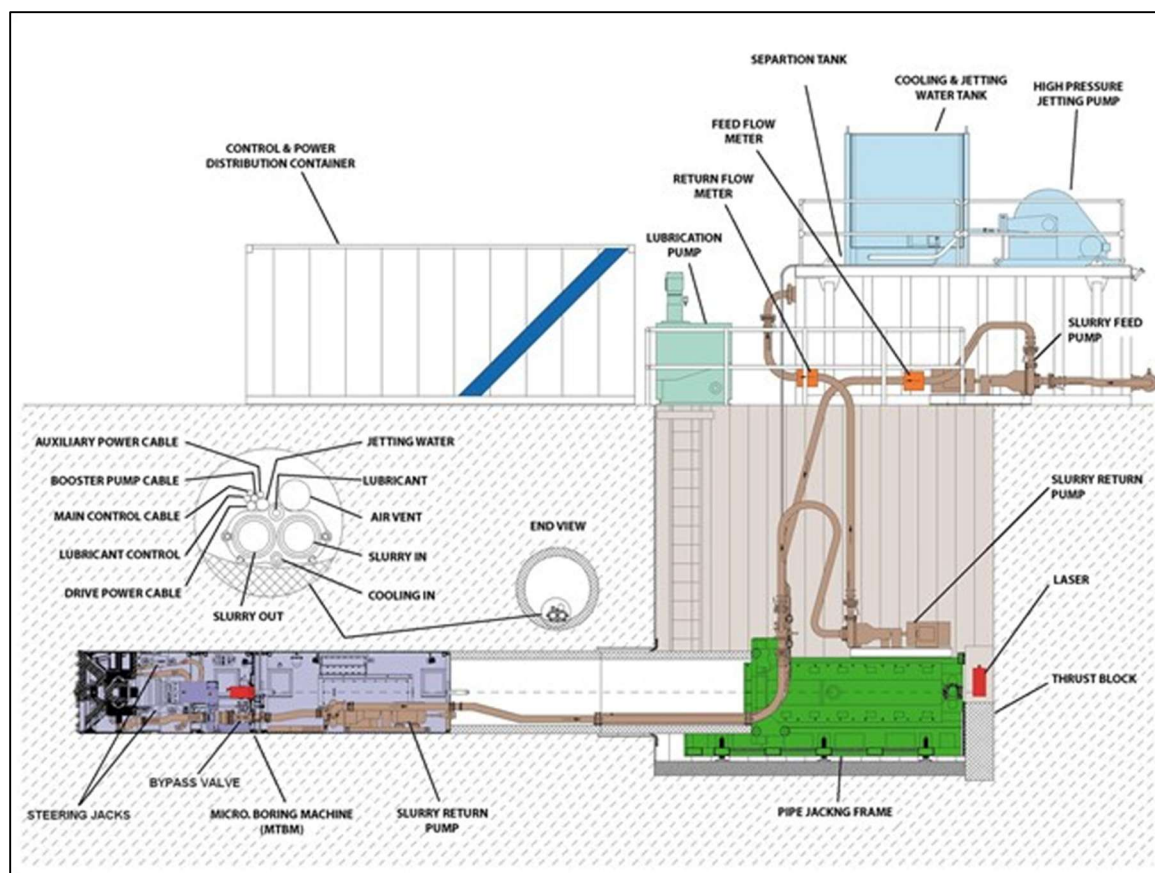 SEPARTION TANK
COOLING & JETTING
WATER TANK
HIGH PRESSURE
JETTING PUMP
FEED FLOW
METER
CONTROL & POWER
DISTRIBUTION CONTAINER
RETURN FLOW
METER
LUBRICATION
PUMP
SLURRY FEED
PUMP
AUXILIARY POWER CABLE
JETTING WATER
BOOSTER PUMP CABLE
LUBRICANT
MAIN CONTROL CABLE
AIR VENT
SLURRY RETURN
PUMP
END VIEW
LUBRICANT CONTROL
SLURRY IN
LASER
DRIVE POWER CABLE
COOLING IN
SLURRY OUT
THRUST BLOCK
BYPASS VALVE
STEERING JACKS
MICRO. BORING MACHINE
(MTBM)
SLURRY RETURN
PUMP
PIPE JACKNG FRAME